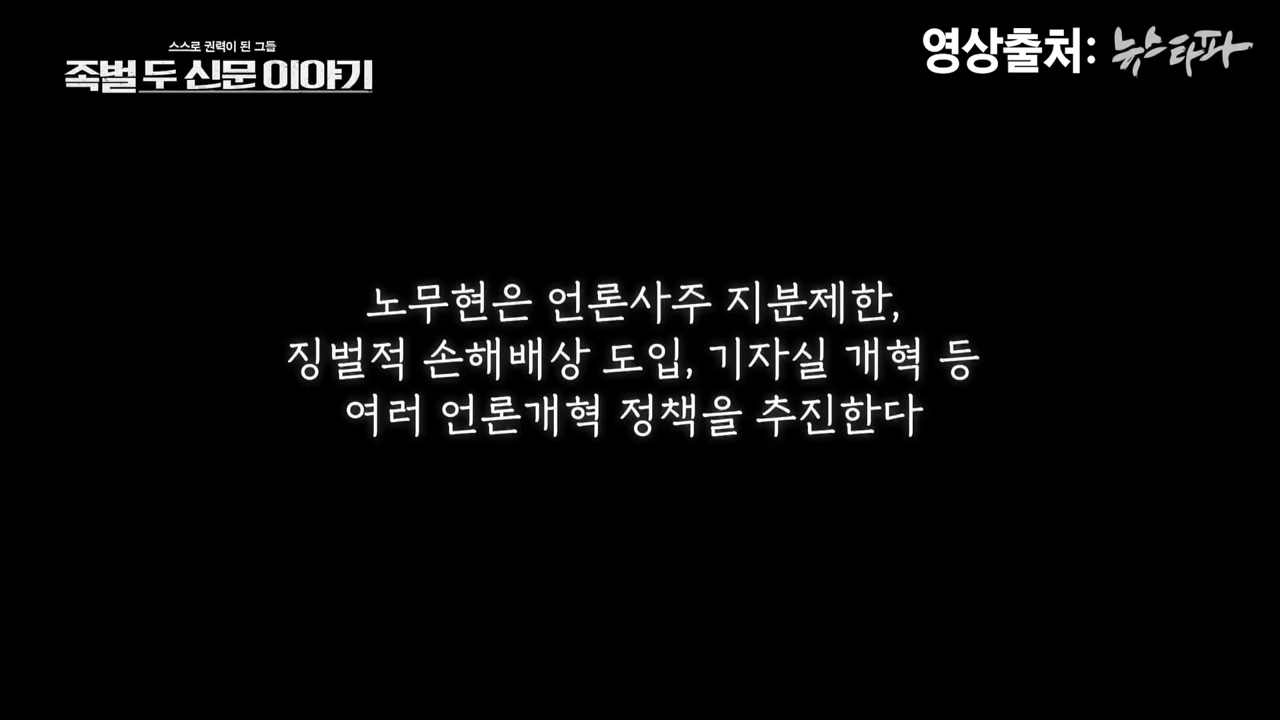 스스로 권력이 된 그들
족벌 두 신문 이야기
영상출처: 뉴스타파
노무현은 언론사주 지분제한,
징벌적 손해배상 도입, 기자실 개혁 등
여러 언론개혁 정책을 추진한다